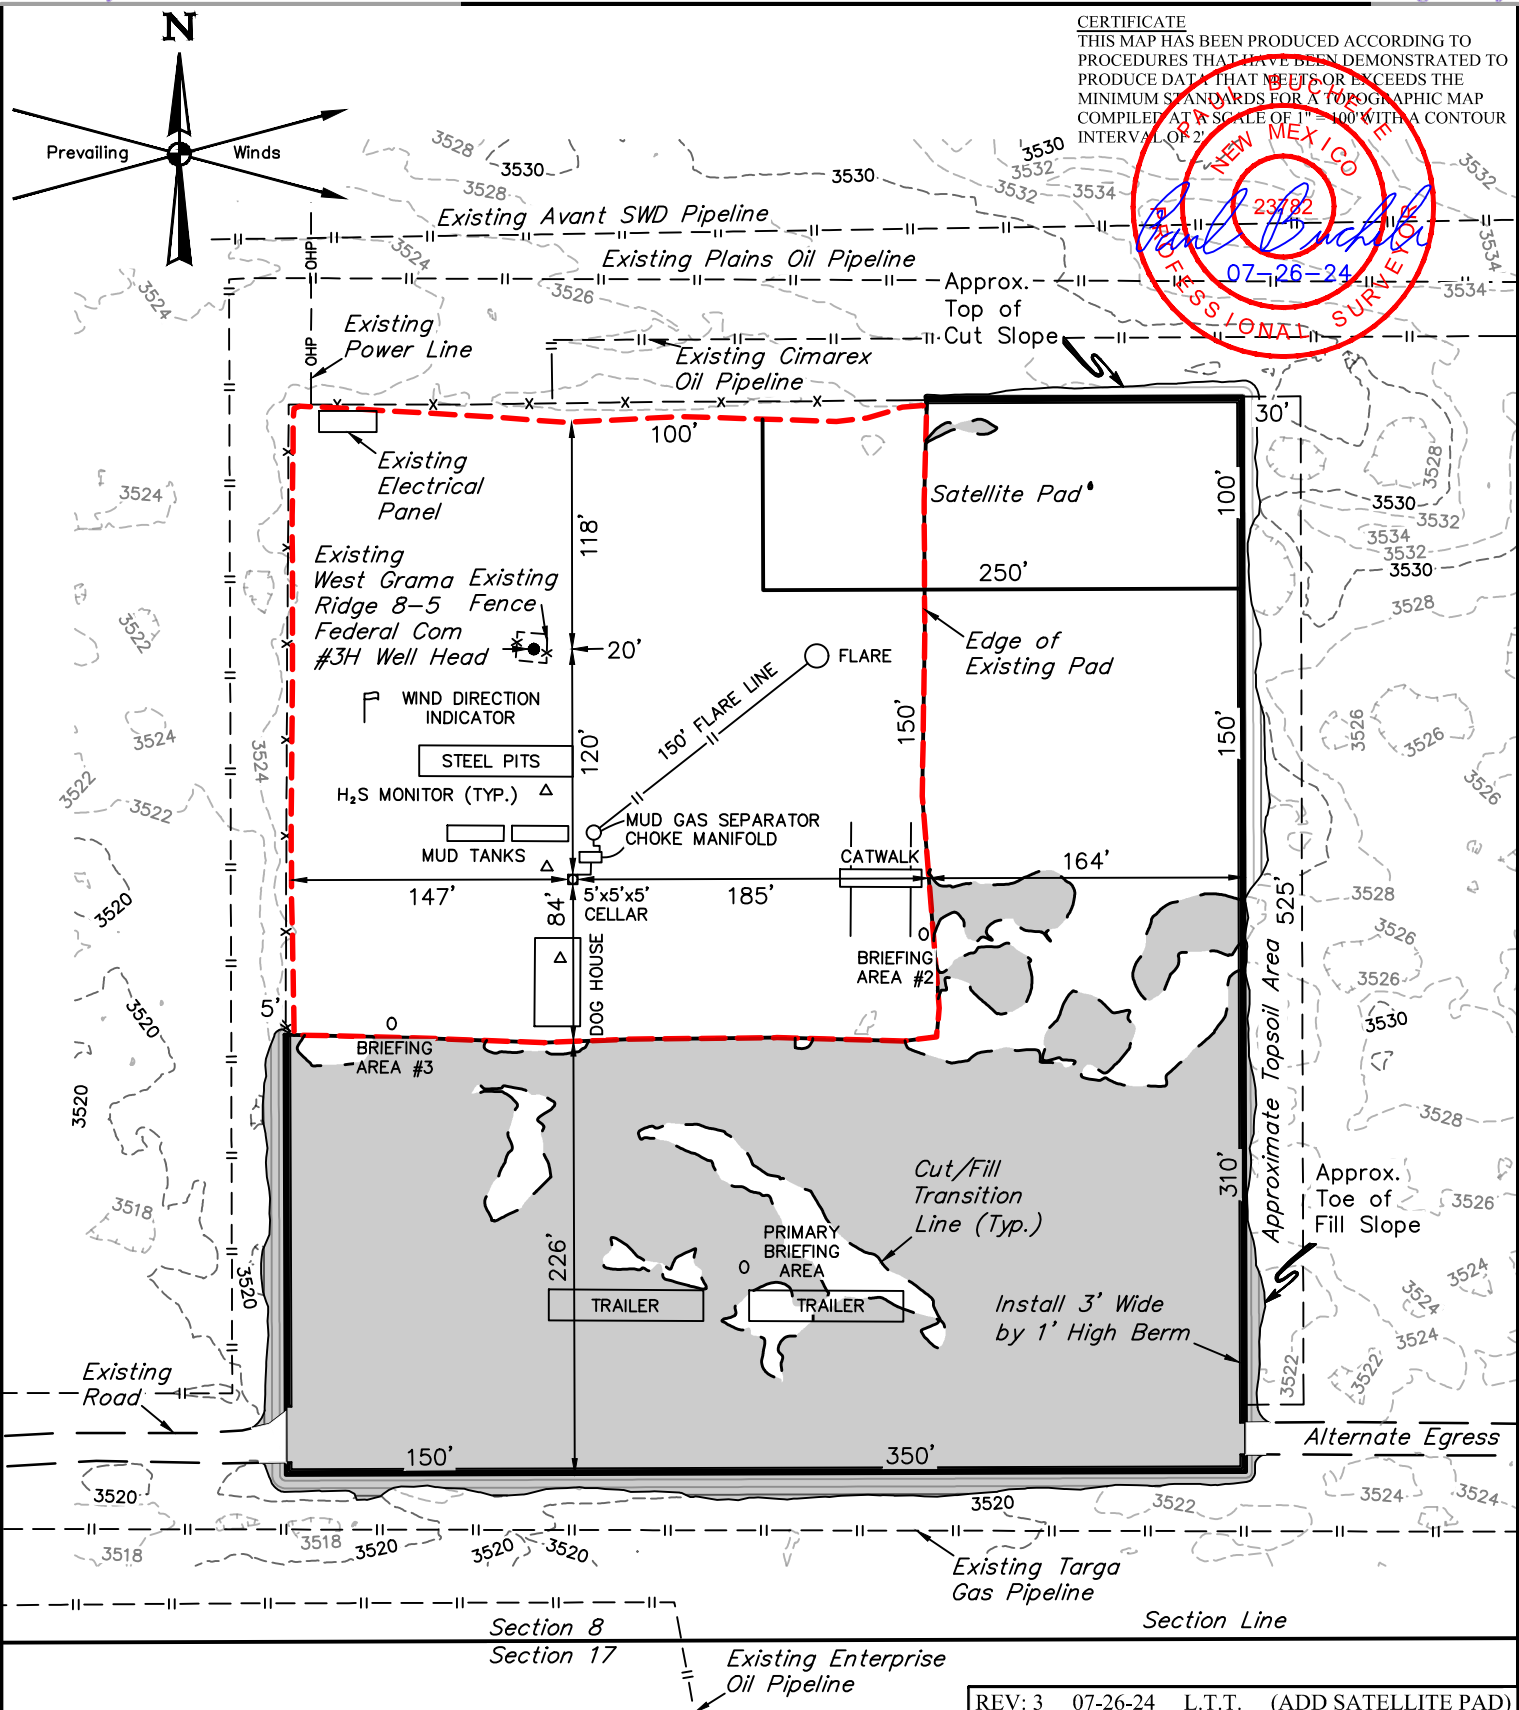 N
Prevailing Winds
CERTIFICATE
THIS MAP HAS BEEN PRODUCED ACCORDING TO
PROCEDURES THAT HAVE BEEN DEMONSTRATED TO
PRODUCE DATA THAT MEETS OR EXCEEDS THE
MINIMUM STANDARDS FOR A TOPOGRAPHIC MAP
COMPILED AT A SCALE OF 1" = 100' WITH A CONTOUR
INTERVAL OF 2'
PAUL BUCHELE
NEW MEXICO
23782
PROFESSIONAL SURVEYOR
Paul Buchele
07-26-24
3528
3530
3528
3530
3530
3532
3532
3534
3532
3534
3534
Existing Avant SWD Pipeline
3524
Existing Plains Oil Pipeline
3526
3524
OHP
OHP
Approx.
Top of
Cut Slope
Existing
Power Line
Existing Cimarex
Oil Pipeline
30'
100'
Existing
Electrical
Panel
118'
Satellite Pad
100'
3528
3530
3532
3534
3532
3530
3528
3524
3522
250'
Existing
West Grama
Ridge 8-5
Federal Com
#3H Well Head
Existing
Fence
20'
FLARE
Edge of
Existing Pad
WIND DIRECTION
INDICATOR
150' FLARE LINE
150'
150'
120'
STEEL PITS
H₂S MONITOR (TYP.)
MUD GAS SEPARATOR
CHOKE MANIFOLD
MUD TANKS
CATWALK
3524
3524
3522
3522
3526
3526
3526
147'
185'
164'
84'
5'x5'x5'
CELLAR
DOG HOUSE
BRIEFING
AREA #2
525'
Approximate Topsoil Area
3528
3526
3526
3530
3528
3520
3520
3520
5'
BRIEFING
AREA #3
Cut/Fill
Transition
Line (Typ.)
310'
Approx.
Toe of
Fill Slope
3526
3518
3520
226'
PRIMARY
BRIEFING
AREA
TRAILER
TRAILER
Install 3' Wide
by 1' High Berm
3524
3524
3524
3522
3522
Existing
Road
150'
350'
Alternate Egress
3520
3520
3522
3524
3524
3518
3518
3520
3520
3520
Existing Targa
Gas Pipeline
Section 8
Section Line
Section 17
Existing Enterprise
Oil Pipeline
REV: 3 07-26-24 L.T.T. (ADD SATELLITE PAD)